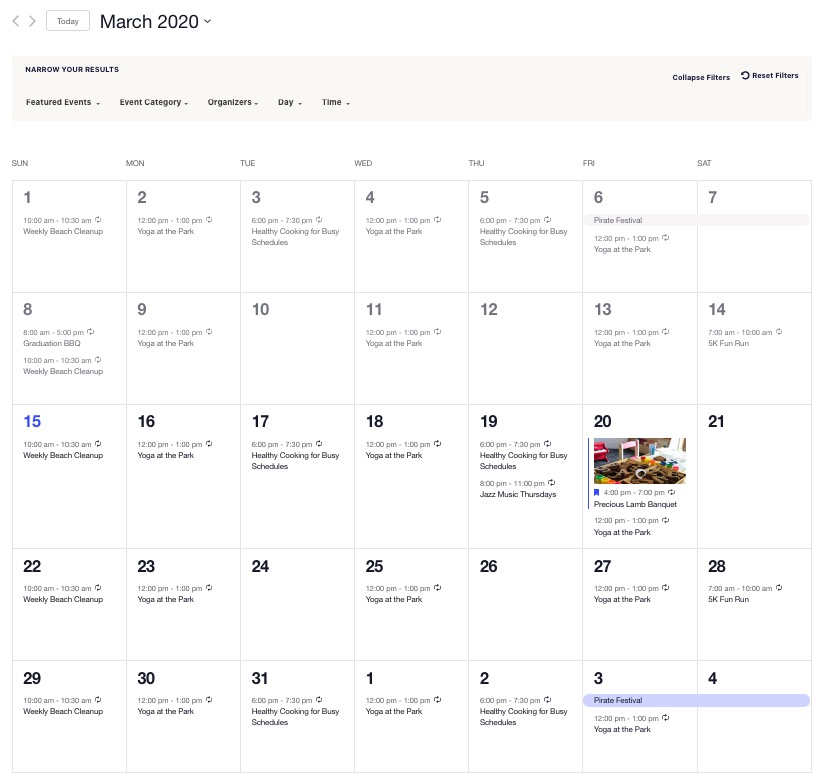 Today
March 2020
NARROW YOUR RESULTS
Collapse Filters Reset Filters
Featured Events Event Category Organizers Day Time
SUN MON TUE WED THU FRI SAT
1
10:00 am - 10:30 am
Weekly Beach Cleanup
2
12:00 pm - 1:00 pm
Yoga at the Park
3
6:00 pm - 7:30 pm
Healthy Cooking for Busy
Schedules
4
12:00 pm - 1:00 pm
Yoga at the Park
5
6:00 pm - 7:30 pm
Healthy Cooking for Busy
Schedules
6
Pirate Festival
12:00 pm - 1:00 pm
Yoga at the Park
7
8
8:00 am - 5:00 pm
Graduation BBQ
10:00 am - 10:30 am
Weekly Beach Cleanup
9
12:00 pm - 1:00 pm
Yoga at the Park
10
11
12:00 pm - 1:00 pm
Yoga at the Park
12
13
12:00 pm - 1:00 pm
Yoga at the Park
14
7:00 am - 10:00 am
5K Fun Run
15
10:00 am - 10:30 am
Weekly Beach Cleanup
16
12:00 pm - 1:00 pm
Yoga at the Park
17
6:00 pm - 7:30 pm
Healthy Cooking for Busy
Schedules
18
12:00 pm - 1:00 pm
Yoga at the Park
19
6:00 pm - 7:30 pm
Healthy Cooking for Busy
Schedules
8:00 pm - 11:00 pm
Jazz Music Thursdays
20
4:00 pm - 7:00 pm
Precious Lamb Banquet
12:00 pm - 1:00 pm
Yoga at the Park
21
22
10:00 am - 10:30 am
Weekly Beach Cleanup
23
12:00 pm - 1:00 pm
Yoga at the Park
24
25
12:00 pm - 1:00 pm
Yoga at the Park
26
27
12:00 pm - 1:00 pm
Yoga at the Park
28
7:00 am - 10:00 am
5K Fun Run
29
10:00 am - 10:30 am
Weekly Beach Cleanup
30
12:00 pm - 1:00 pm
Yoga at the Park
31
6:00 pm - 7:30 pm
Healthy Cooking for Busy
Schedules
1
12:00 pm - 1:00 pm
Yoga at the Park
2
6:00 pm - 7:30 pm
Healthy Cooking for Busy
Schedules
3
Pirate Festival
12:00 pm - 1:00 pm
Yoga at the Park
4